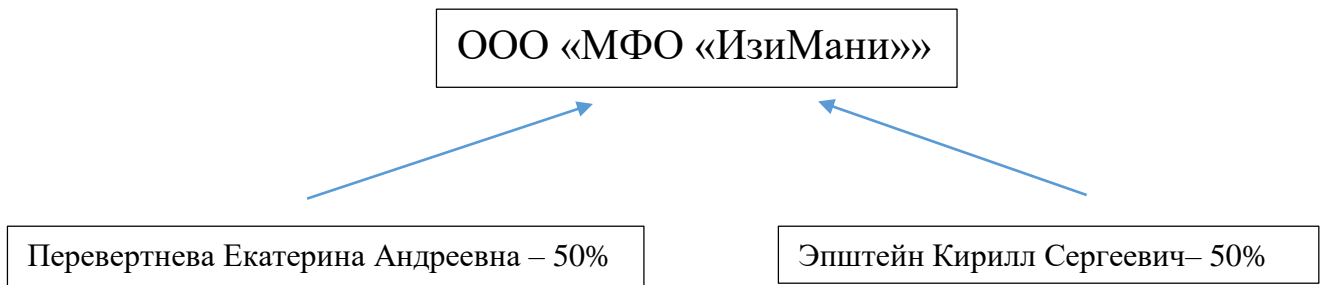 ООО «МФО «ИзиМани»»
Перевертнева Екатерина Андреевна – 50%
Эпштейн Кирилл Сергеевич– 50%